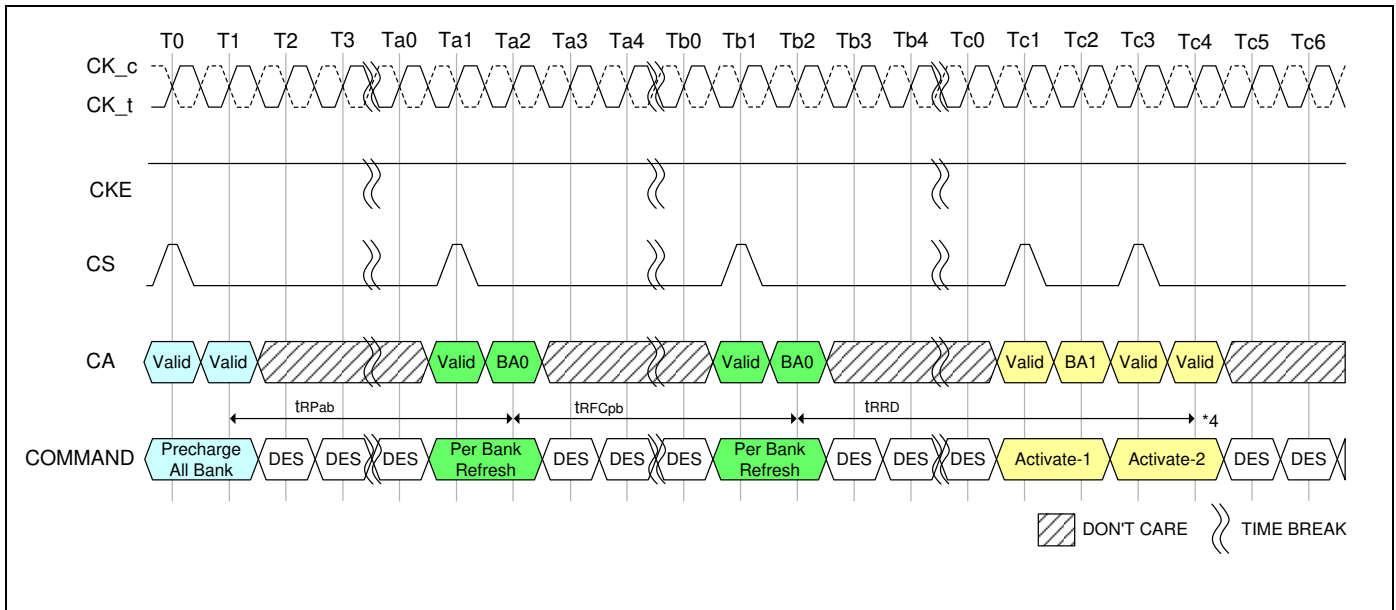 T0 T1 T2 T3 Ta0 Ta1 Ta2 Ta3 Ta4 Tb0 Tb1 Tb2 Tb3 Tb4 Tc0 Tc1 Tc2 Tc3 Tc4 Tc5 Tc6
CK_c
CK_t
CKE
CS
CA Valid Valid Valid BA0 Valid BA0 Valid BA1 Valid Valid
tRPab tRFCpb tRRD *4
COMMAND Precharge All Bank DES DES DES Per Bank Refresh DES DES DES Per Bank Refresh DES DES DES Activate-1 Activate-2 DES DES
DON'T CARE TIME BREAK